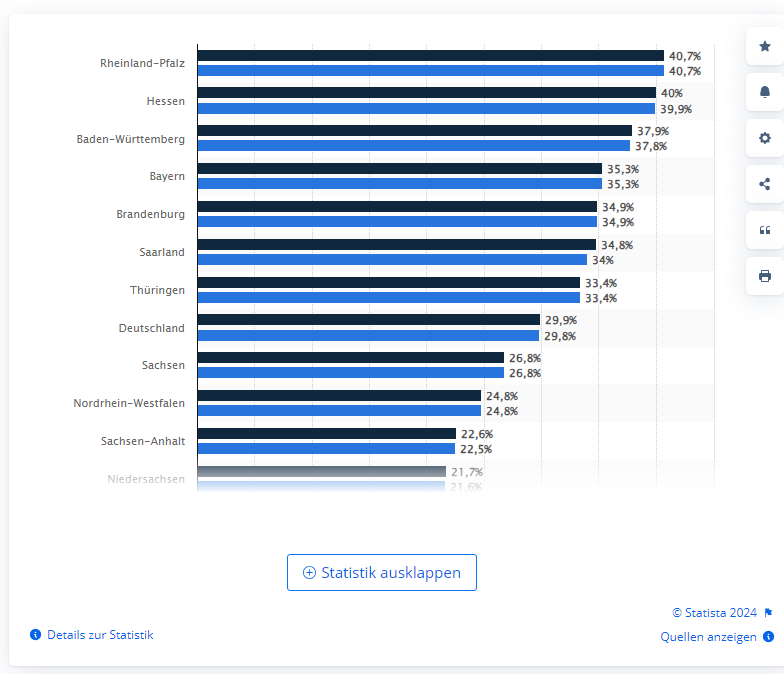 Rheinland-Pfalz 40,7%
40,7%
Hessen 40%
39,9%
Baden-Württemberg 37,9%
37,8%
Bayern 35,3%
35,3%
Brandenburg 34,9%
34,9%
Saarland 34,8%
34%
Thüringen 33,4%
33,4%
Deutschland 29,9%
29,8%
Sachsen 26,8%
26,8%
Nordrhein-Westfalen 24,8%
24,8%
Sachsen-Anhalt 22,6%
22,5%
Niedersachsen 21,7%
21,6%
Statistik ausklappen
© Statista 2024
Details zur Statistik
Quellen anzeigen